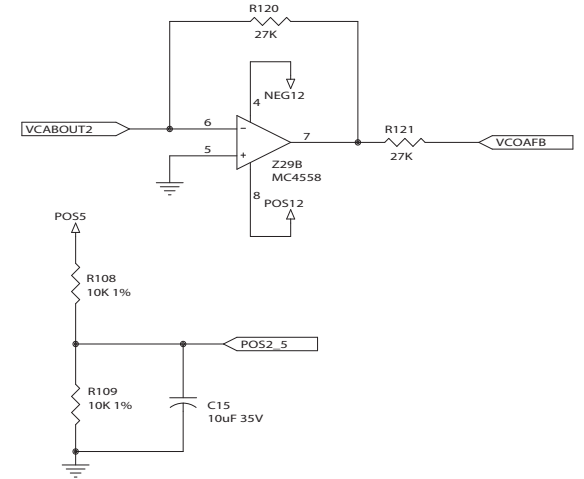 R120
27K
4
NEG12
VCABOUT2
6
5
7
R121
27K
VCOAFB
Z29B
MC4558
8
POS12
POS5
R108
10K 1%
POS2_5
R109
10K 1%
C15
10uF 35V